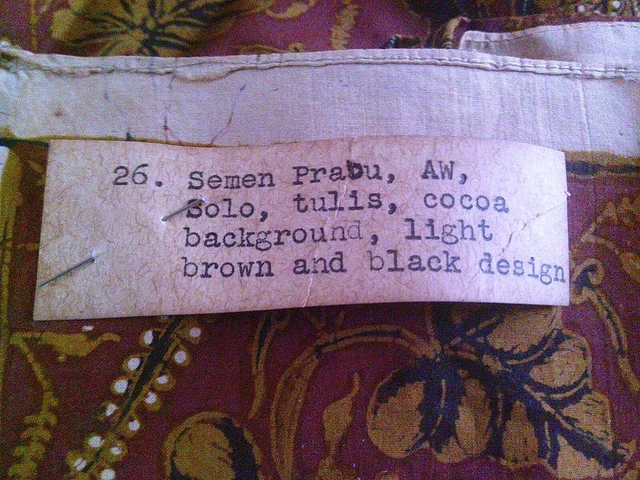 26. Semen Prabu, AW,
Solo, tulis, cocoa
background, light
brown and black design